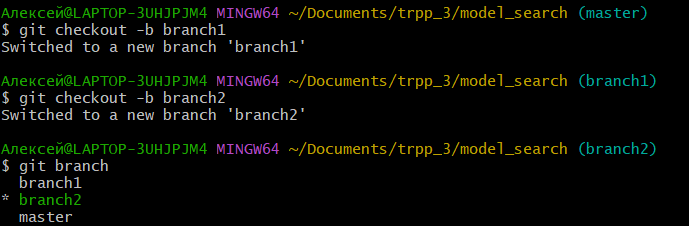 Алексей@LAPTOP-3UHJPJM4 MINGW64 ~/Documents/trpp_3/model_search (master)
$ git checkout -b branch1
Switched to a new branch 'branch1'
Алексей@LAPTOP-3UHJPJM4 MINGW64 ~/Documents/trpp_3/model_search (branch1)
$ git checkout -b branch2
Switched to a new branch 'branch2'
Алексей@LAPTOP-3UHJPJM4 MINGW64 ~/Documents/trpp_3/model_search (branch2)
$ git branch
  branch1
* branch2
  master